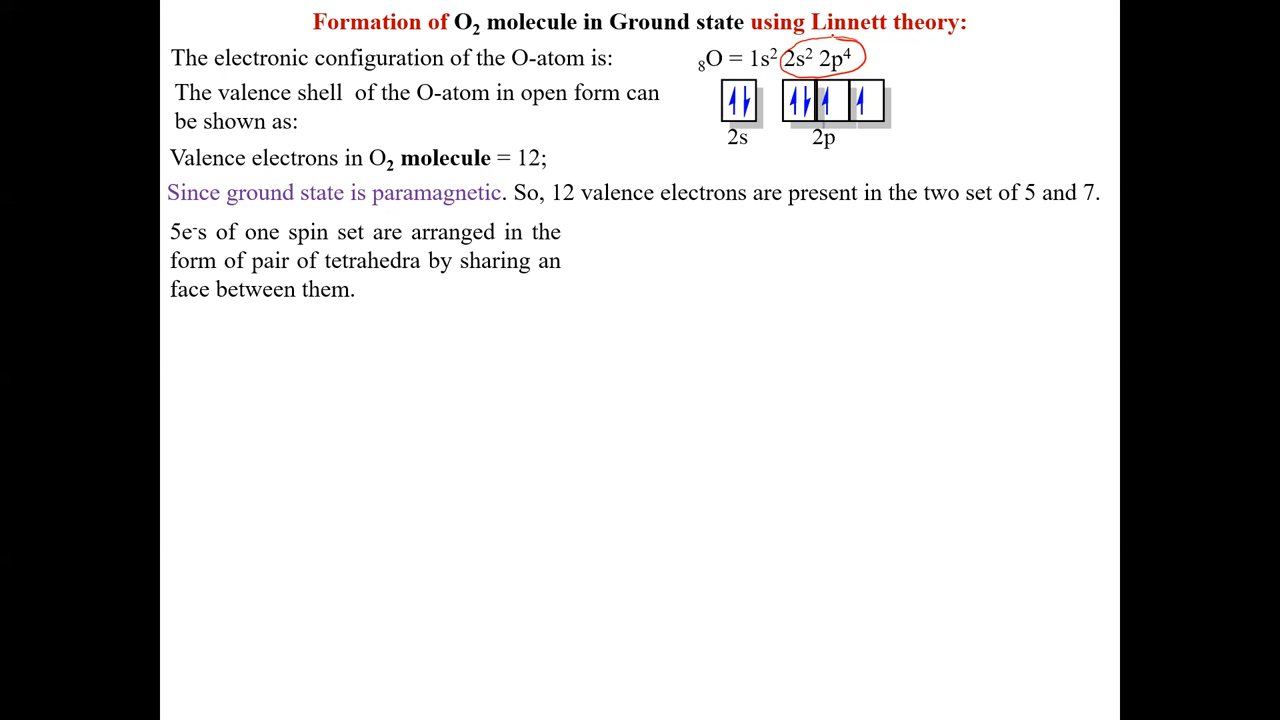 Formation of O₂ molecule in Ground state using Linnett theory:
The electronic configuration of the O-atom is:
₈O = 1s² 2s² 2p⁴
The valence shell of the O-atom in open form can
be shown as:
2s 2p
Valence electrons in O₂ molecule = 12;
Since ground state is paramagnetic. So, 12 valence electrons are present in the two set of 5 and 7.
5e⁻s of one spin set are arranged in the
form of pair of tetrahedra by sharing an
face between them.